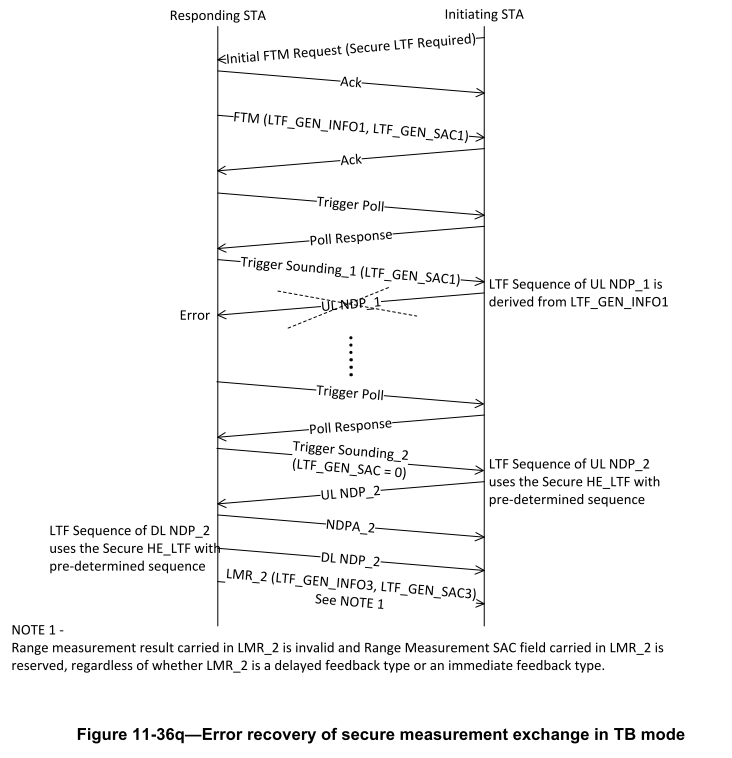 Responding STA
Initiating STA
Initial FTM Request (Secure LTF Required)
Ack
FTM (LTF_GEN_INFO1, LTF_GEN_SAC1)
Ack
Trigger Poll
Poll Response
Trigger Sounding_1 (LTF_GEN_SAC1)
LTF Sequence of UL NDP_1 is
derived from LTF_GEN_INFO1
UL NDP_1
Error
Trigger Poll
Poll Response
Trigger Sounding_2
(LTF_GEN_SAC = 0)
LTF Sequence of UL NDP_2
uses the Secure HE_LTF with
pre-determined sequence
UL NDP_2
NDPA_2
LTF Sequence of DL NDP_2
uses the Secure HE_LTF with
pre-determined sequence
DL NDP_2
LMR_2 (LTF_GEN_INFO3, LTF_GEN_SAC3)
See NOTE 1
NOTE 1 -
Range measurement result carried in LMR_2 is invalid and Range Measurement SAC field carried in LMR_2 is
reserved, regardless of whether LMR_2 is a delayed feedback type or an immediate feedback type.
Figure 11-36q—Error recovery of secure measurement exchange in TB mode